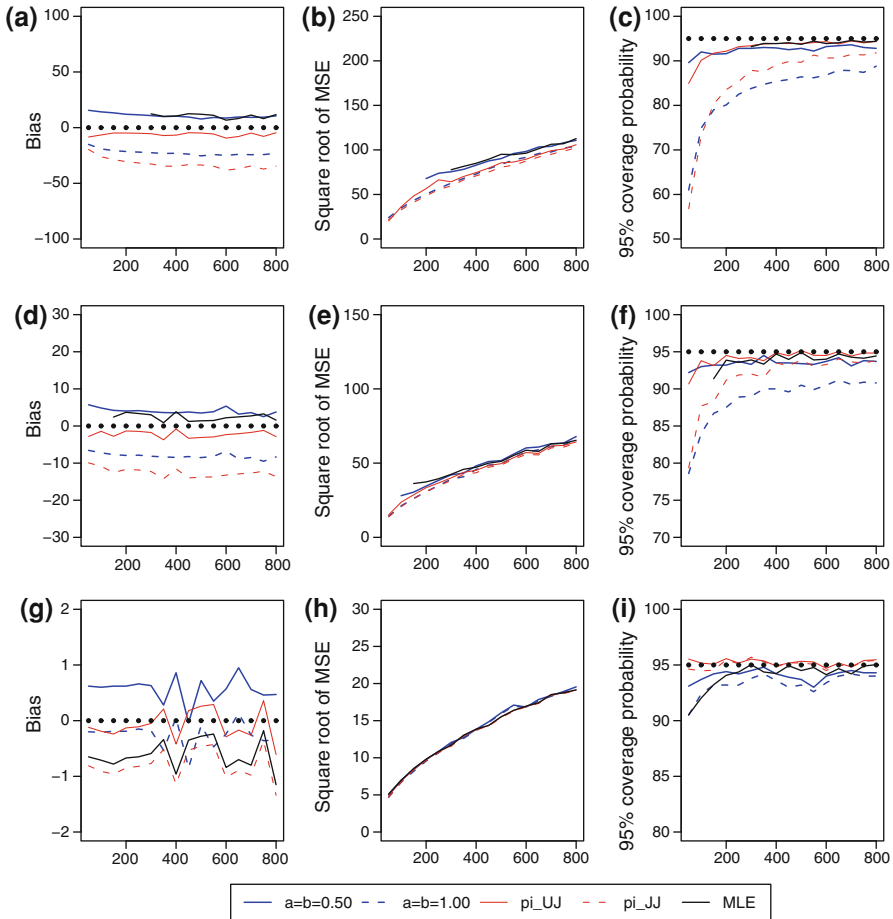 (a)
Bias
100
50
0
−50
−100
200 400 600 800
(b)
Square root of MSE
250
200
150
100
50
0
200 400 600 800
(c)
95% coverage probability
100
90
80
70
60
50
200 400 600 800
(d)
Bias
30
20
10
0
−10
−20
−30
200 400 600 800
(e)
Square root of MSE
150
100
50
0
200 400 600 800
(f)
95% coverage probability
100
95
90
85
80
75
70
200 400 600 800
(g)
Bias
2
1
0
−1
−2
200 400 600 800
(h)
Square root of MSE
30
25
20
15
10
5
0
200 400 600 800
(i)
95% coverage probability
100
95
90
85
80
200 400 600 800
a=b=0.50 a=b=1.00 pi_UJ pi_JJ MLE